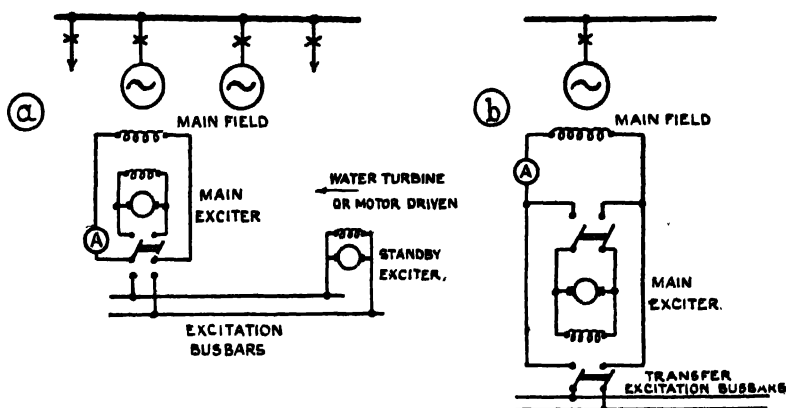 a
MAIN FIELD
MAIN
EXCITER
A
WATER TURBINE
OR MOTOR DRIVEN
STANDBY
EXCITER,
EXCITATION
BUSBARS
b
MAIN FIELD
A
MAIN
EXCITER.
TRANSFER
EXCITATION BUSBARS